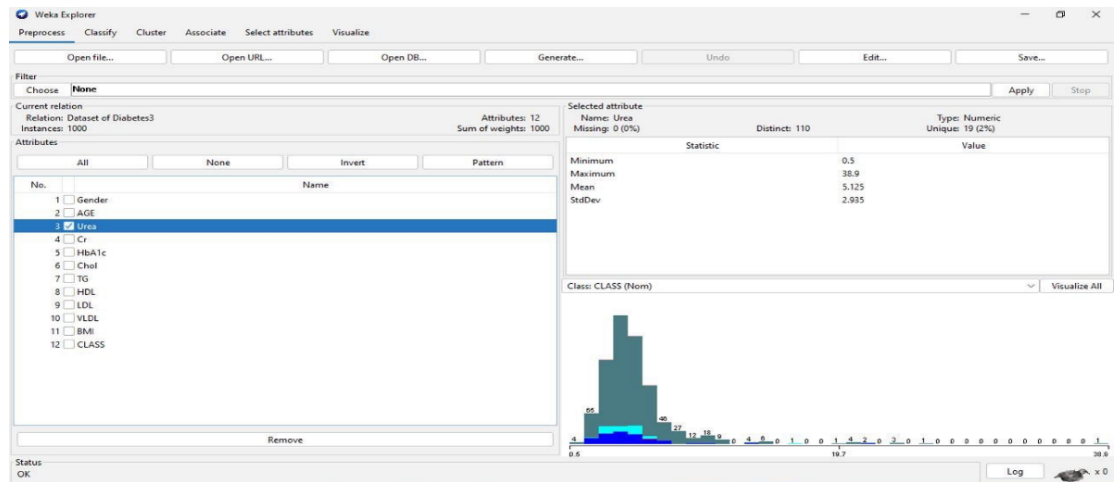 Weka Explorer
Preprocess Classify Cluster Associate Select attributes Visualize
Open file... Open URL... Open DB... Generate... Undo Edit... Save...
Filter
Choose None Apply Stop
Current relation
Relation: Dataset of Diabetes3 Attributes: 12
Instances: 1000 Sum of weights: 1000
Attributes
All None Invert Pattern
No. Name
1 Gender
2 AGE
3 Urea
4 Cr
5 HbA1c
6 Chol
7 TG
8 HDL
9 LDL
10 VLDL
11 BMI
12 CLASS
Remove
Selected attribute
Name: Urea Type: Numeric
Missing: 0 (0%) Distinct: 110 Unique: 19 (2%)
Statistic Value
Minimum 0.5
Maximum 38.9
Mean 5.125
StdDev 2.935
Class: CLASS (Nom) Visualize All
4 65 46 27 12 18 9 0 4 6 0 1 0 0 1 4 2 0 3 0 1 0 0 0 0 0 0 0 0 0 1
0.5 19.7 38.9
Status
OK Log x 0